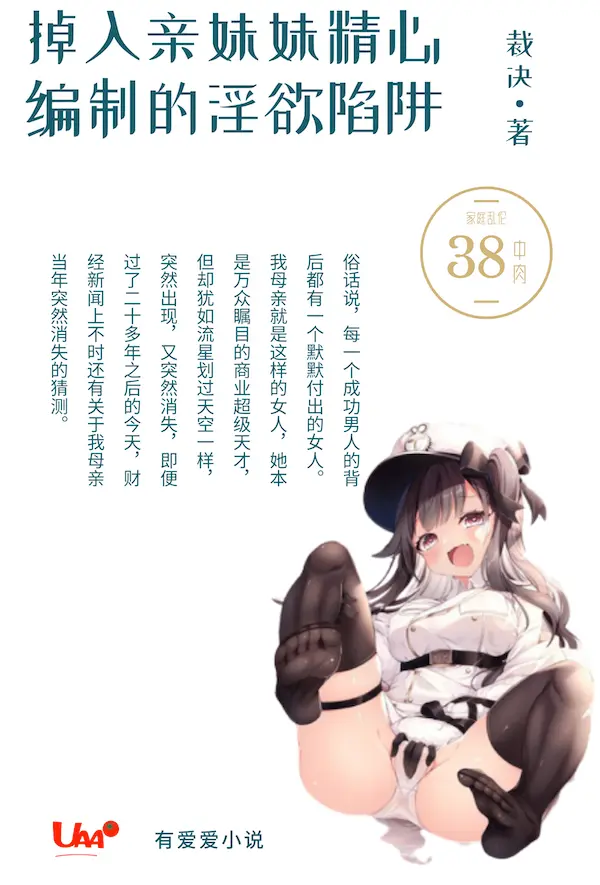 掉入亲妹妹精心
编制的淫欲陷阱
裁决·著
家庭乱伦
38
中肉
俗话说,每一个成功男人的背
后都有一个默默付出的女人。
我母亲就是这样的女人,她本
是万众瞩目的商业超级天才,
但却犹如流星划过天空一样,
突然出现,又突然消失,即便
过了二十多年之后的今天,财
经新闻上不时还有关于我母亲
当年突然消失的猜测。
UAA
有爱爱小说